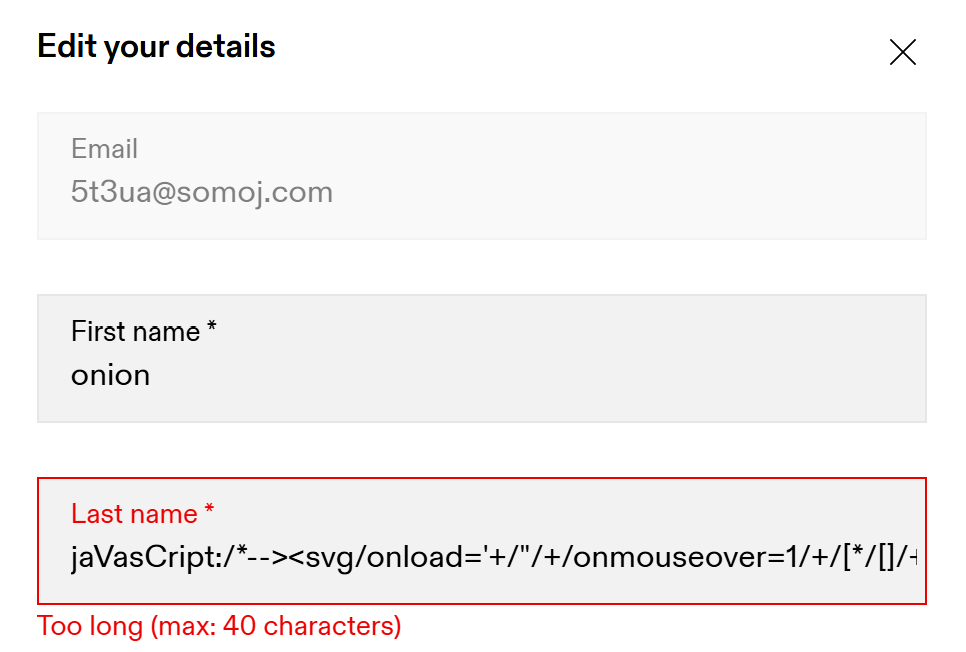 Edit your details
Email
5t3ua@somoj.com
First name *
onion
Last name *
jaVasCript:/*--><svg/onload='+/"/+/onmouseover=1/+/[*/[]/+
Too long (max: 40 characters)